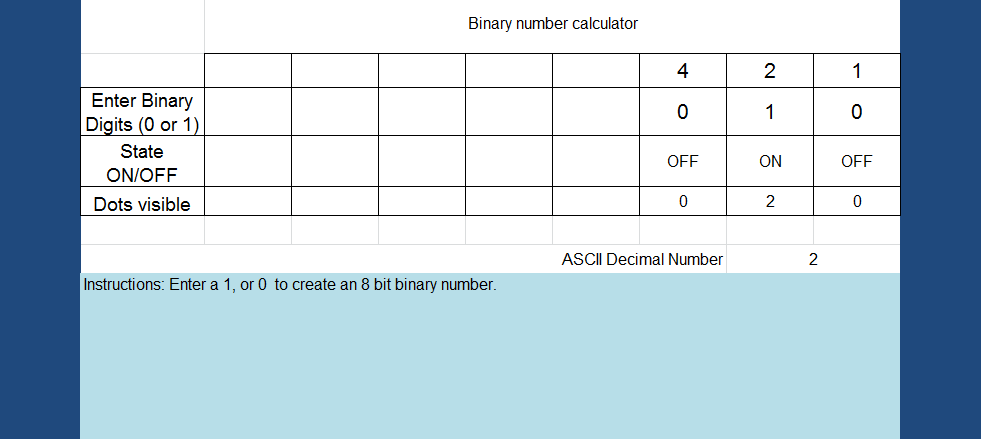 Binary number calculator
4 2 1
Enter Binary
Digits (0 or 1) 0 1 0
State
ON/OFF OFF ON OFF
Dots visible 0 2 0
ASCII Decimal Number 2
Instructions: Enter a 1, or 0  to create an 8 bit binary number.